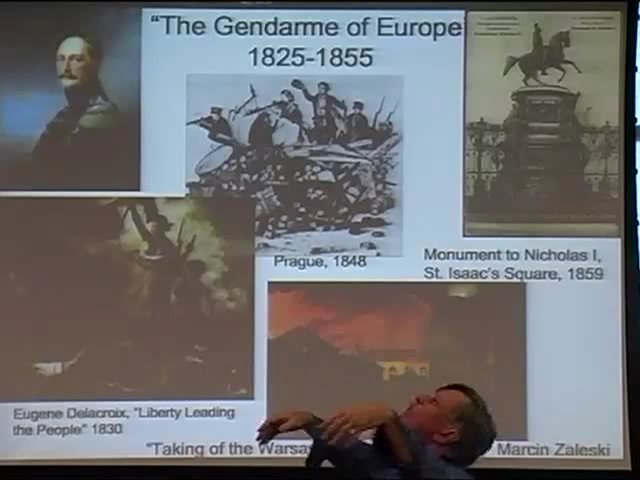 "The Gendarme of Europe
1825-1855
Prague, 1848
Monument to Nicholas I,
St. Isaac's Square, 1859
Eugene Delacroix, "Liberty Leading
the People" 1830
"Taking of the Warsa
Marcin Zaleski